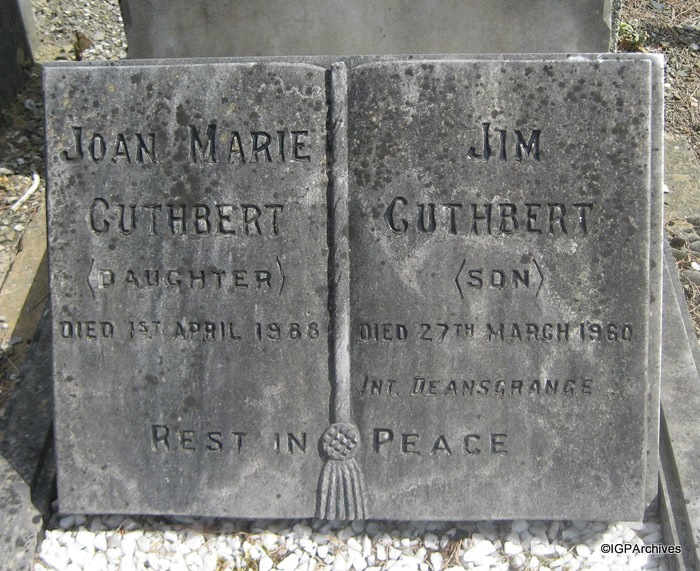 JOAN MARIE
CUTHBERT
(DAUGHTER)
DIED 1ST APRIL 1988
JIM
CUTHBERT
(SON)
DIED 27TH MARCH 1960
INT. DEANSGRANGE
REST IN PEACE
©IGPArchives